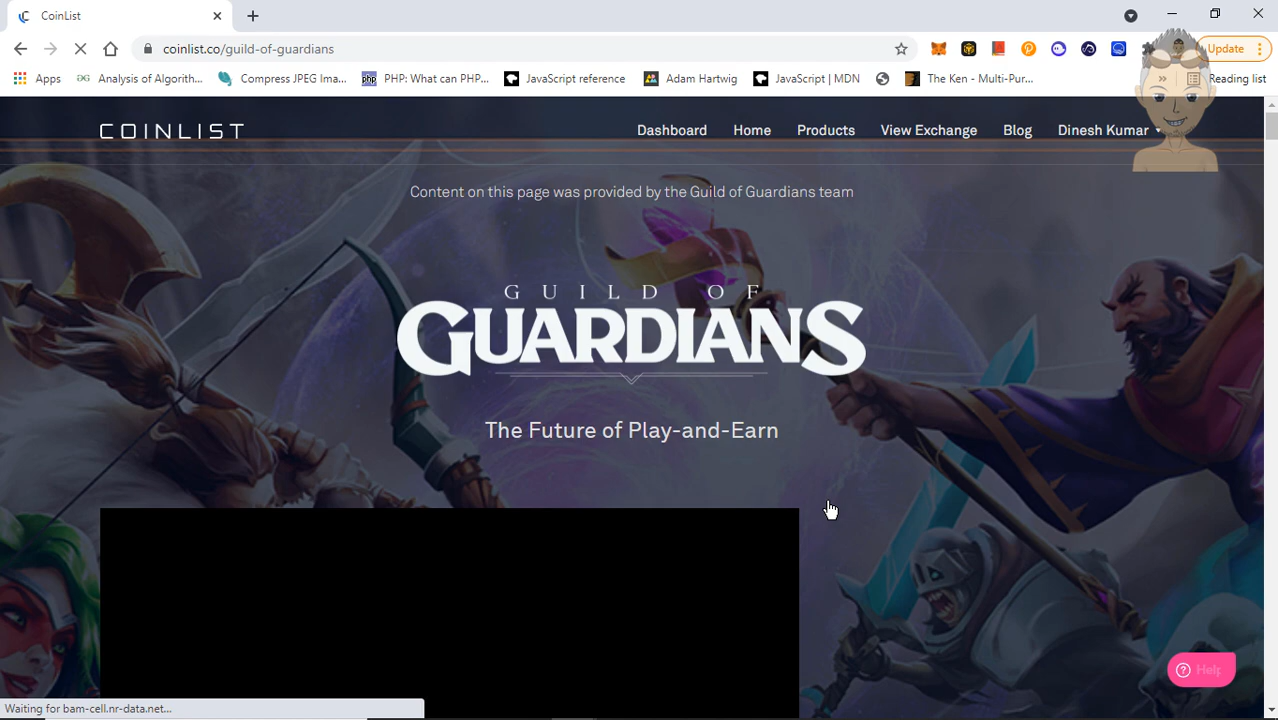 CoinList
coinlist.co/guild-of-guardians
Update
Apps
Analysis of Algorith...
Compress JPEG Ima...
php
PHP: What can PHP...
JavaScript reference
Adam Hartwig
JavaScript | MDN
The Ken - Multi-Pur...
»
Reading list
COINLIST
Dashboard
Home
Products
View Exchange
Blog
Dinesh Kumar
Content on this page was provided by the Guild of Guardians team
GUILD OF
GUARDIANS
The Future of Play-and-Earn
? Help
Waiting for bam-cell.nr-data.net...